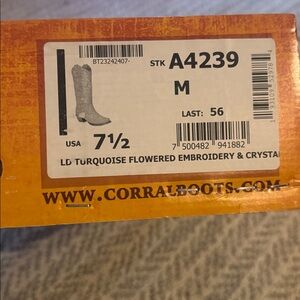 BT23242407-
STK A4239
M
LAST: 56
USA 7½
7 500482 941882
LD TURQUOISE FLOWERED EMBROIDERY & CRYSTA
WWW.CORRALBOOTS.COM